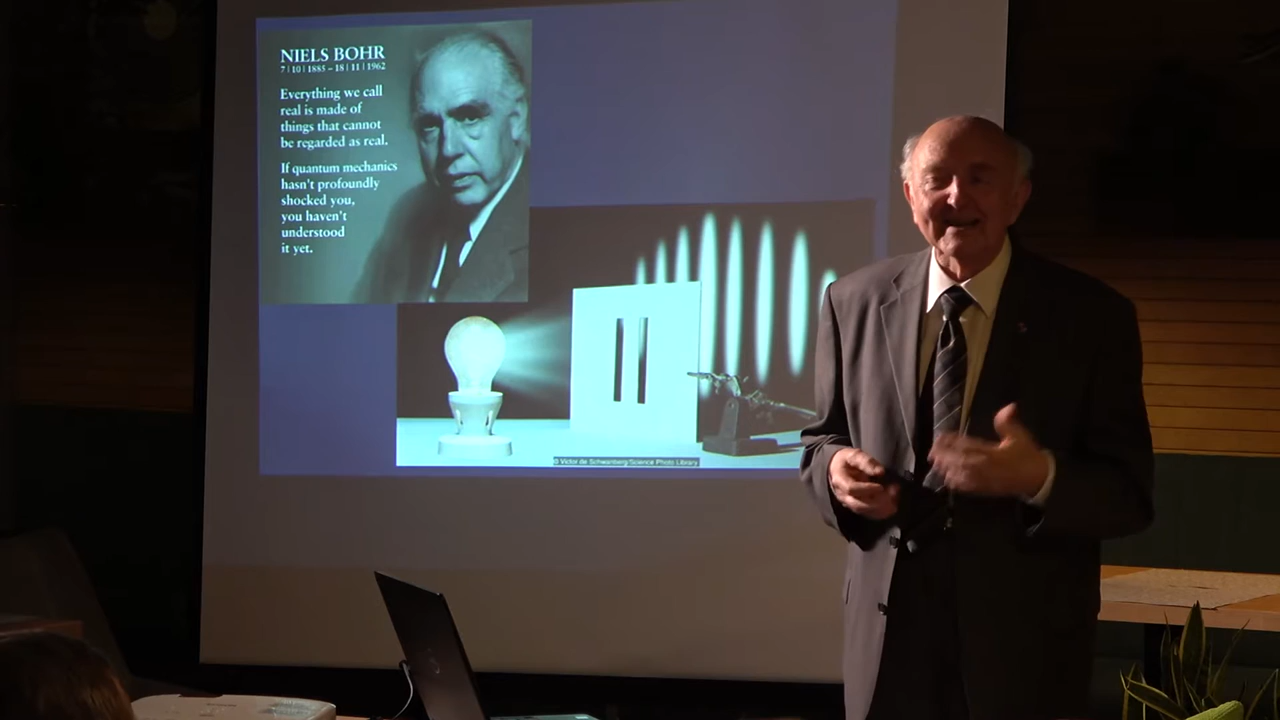 NIELS BOHR
7 | 10 | 1885 – 18 | 11 | 1962
Everything we call
real is made of
things that cannot
be regarded as real.
If quantum mechanics
hasn't profoundly
shocked you,
you haven't
understood
it yet.
© Victor de Schwanberg/Science Photo Library